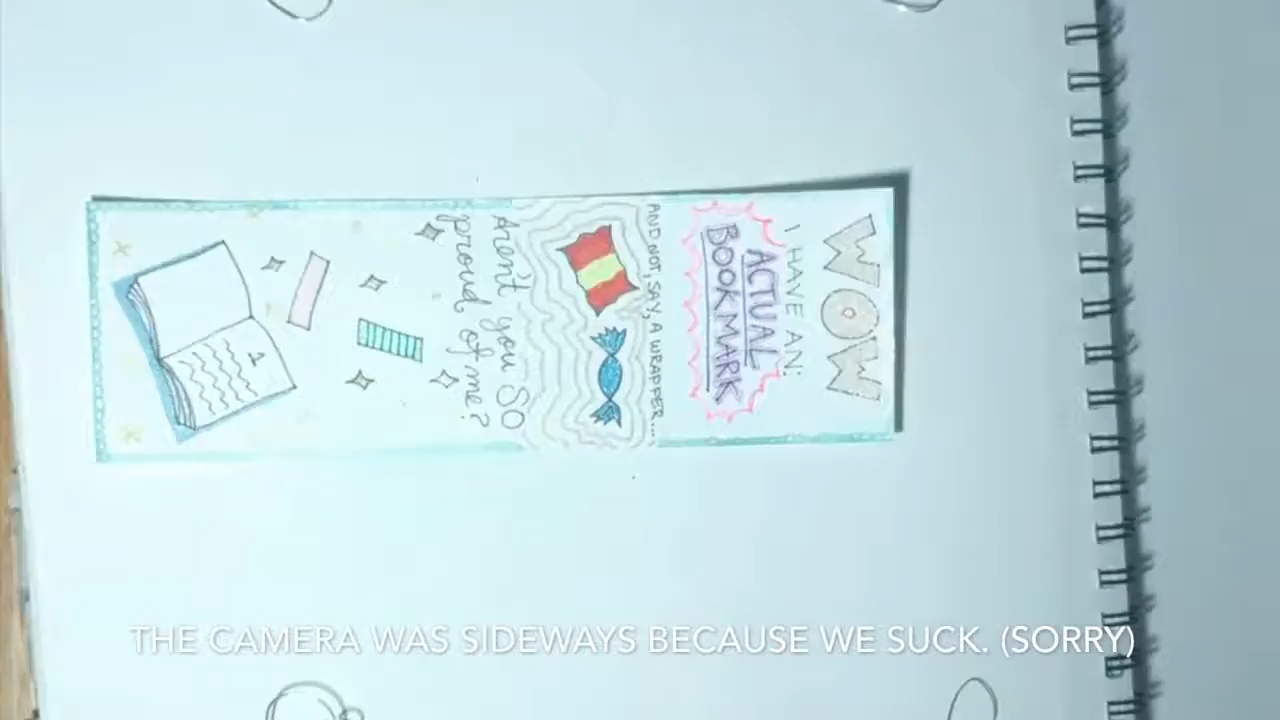 WOW
I HAVE AN:
ACTUAL
BOOKMARK
AND NOT, SAY, A WRAPPER...
Aren't you SO
proud of me?
THE CAMERA WAS SIDEWAYS BECAUSE WE SUCK. (SORRY)